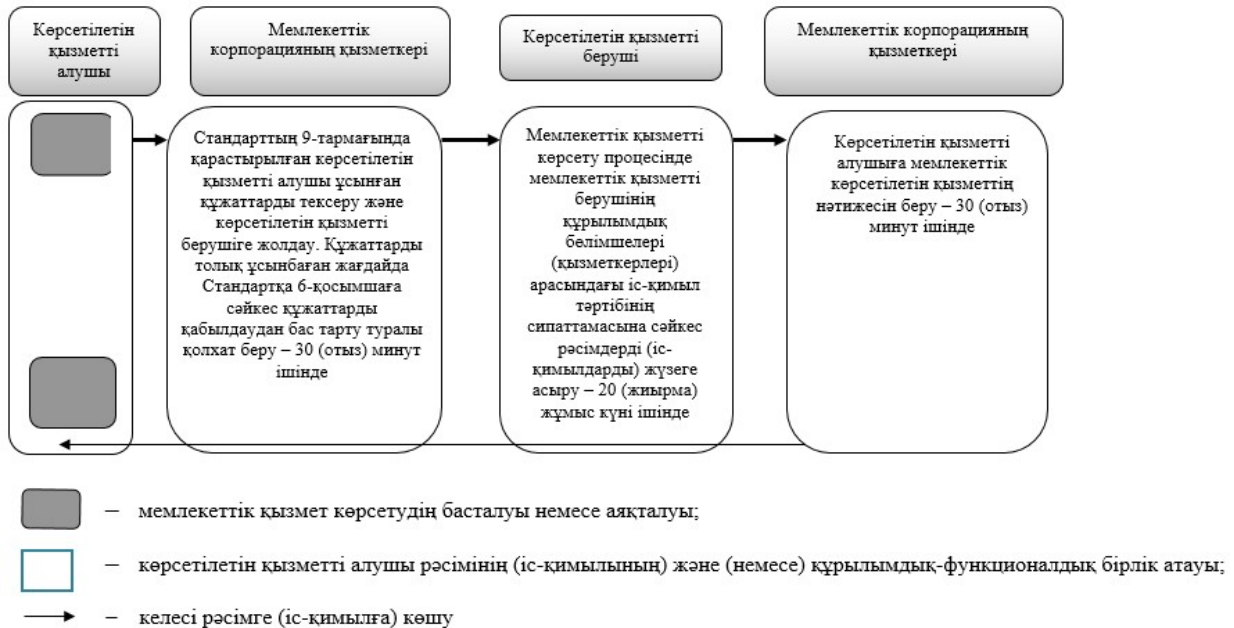 Көрсетілетін
қызметті
алушы
Мемлекеттік
корпорацияның қызметкері
Көрсетілетін қызметті
беруші
Мемлекеттік корпорацияның
қызметкері
Стандарттың 9-тармағында
қарастырылған көрсетілетін
қызметті алушы ұсынған
құжаттарды тексеру және
көрсетілетін қызметті
берушіге жолдау. Құжаттарды
толық ұсынбаған жағдайда
Стандартқа 6-қосымшаға
сәйкес құжаттарды
қабылдаудан бас тарту туралы
қолхат беру – 30 (отыз) минут
ішінде
Мемлекеттік қызметті
көрсету процесінде
мемлекеттік қызметті
берушінің
құрылымдық
бөлімшелері
(қызметкерлері)
арасындағы іс-қимыл
тәртібінің
сипаттамасына сәйкес
рәсімдерді (іс-
қимылдарды) жүзеге
асыру – 20 (жиырма)
жұмыс күні ішінде
Көрсетілетін қызметті
алушыға мемлекеттік
көрсетілетін қызметтің
нәтижесін беру – 30 (отыз)
минут ішінде
– мемлекеттік қызмет көрсетудің басталуы немесе аяқталуы;
– көрсетілетін қызметті алушы рәсімінің (іс-қимылының) және (немесе) құрылымдық-функционалдық бірлік атауы;
– келесі рәсімге (іс-қимылға) көшу